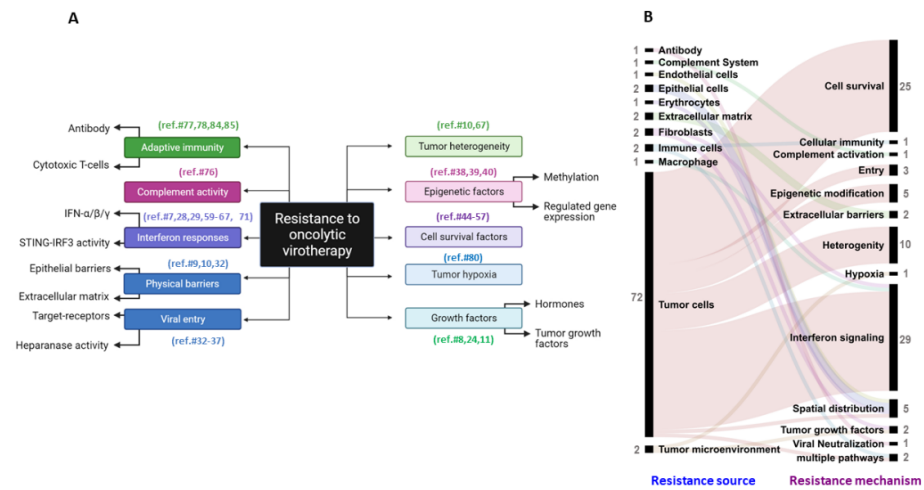 A
(ref.#77,78,84,85)
Antibody
Adaptive immunity
Cytotoxic T-cells
(ref.#76)
Complement activity
IFN-α/β/γ
(ref.#7,28,29,59-67, 71)
Interferon responses
STING-IRF3 activity
(ref.#9,10,32)
Epithelial barriers
Physical barriers
Extracellular matrix
Target-receptors
Viral entry
Heparanase activity
(ref.#32-37)
Resistance to
oncolytic
virotherapy
(ref.#10,67)
Tumor heterogeneity
(ref.#38,39,40)
Methylation
Epigenetic factors
Regulated gene
expression
(ref.#44-57)
Cell survival factors
(ref.#80)
Tumor hypoxia
Hormones
Growth factors
Tumor growth
factors
(ref.#8,24,11)
B
1 Antibody
1 Complement System
1 Endothelial cells
2 Epithelial cells
1 Erythrocytes
2 Extracellular matrix
2 Fibroblasts
2 Immune cells
1 Macrophage
72 Tumor cells
2 Tumor microenvironment
Resistance source
Cell survival 25
Cellular immunity 1
Complement activation 1
Entry 3
Epigenetic modification 5
Extracellular barriers 2
Heterogenity 10
Hypoxia 1
Interferon signaling 29
Spatial distribution 5
Tumor growth factors 2
Viral Neutralization 1
multiple pathways 2
Resistance mechanism